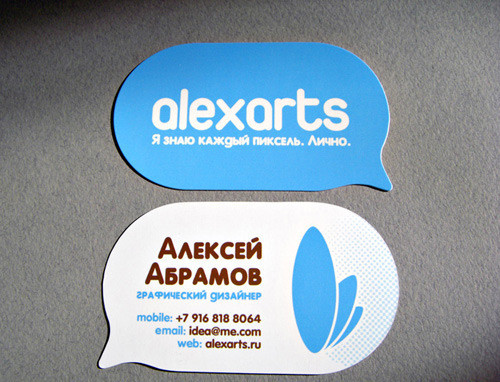 alexarts
Я знаю каждый пиксель. Лично.
Алексей
Абрамов
графический дизайнер
mobile: +7 916 818 8064
email: idea@me.com
web: alexarts.ru